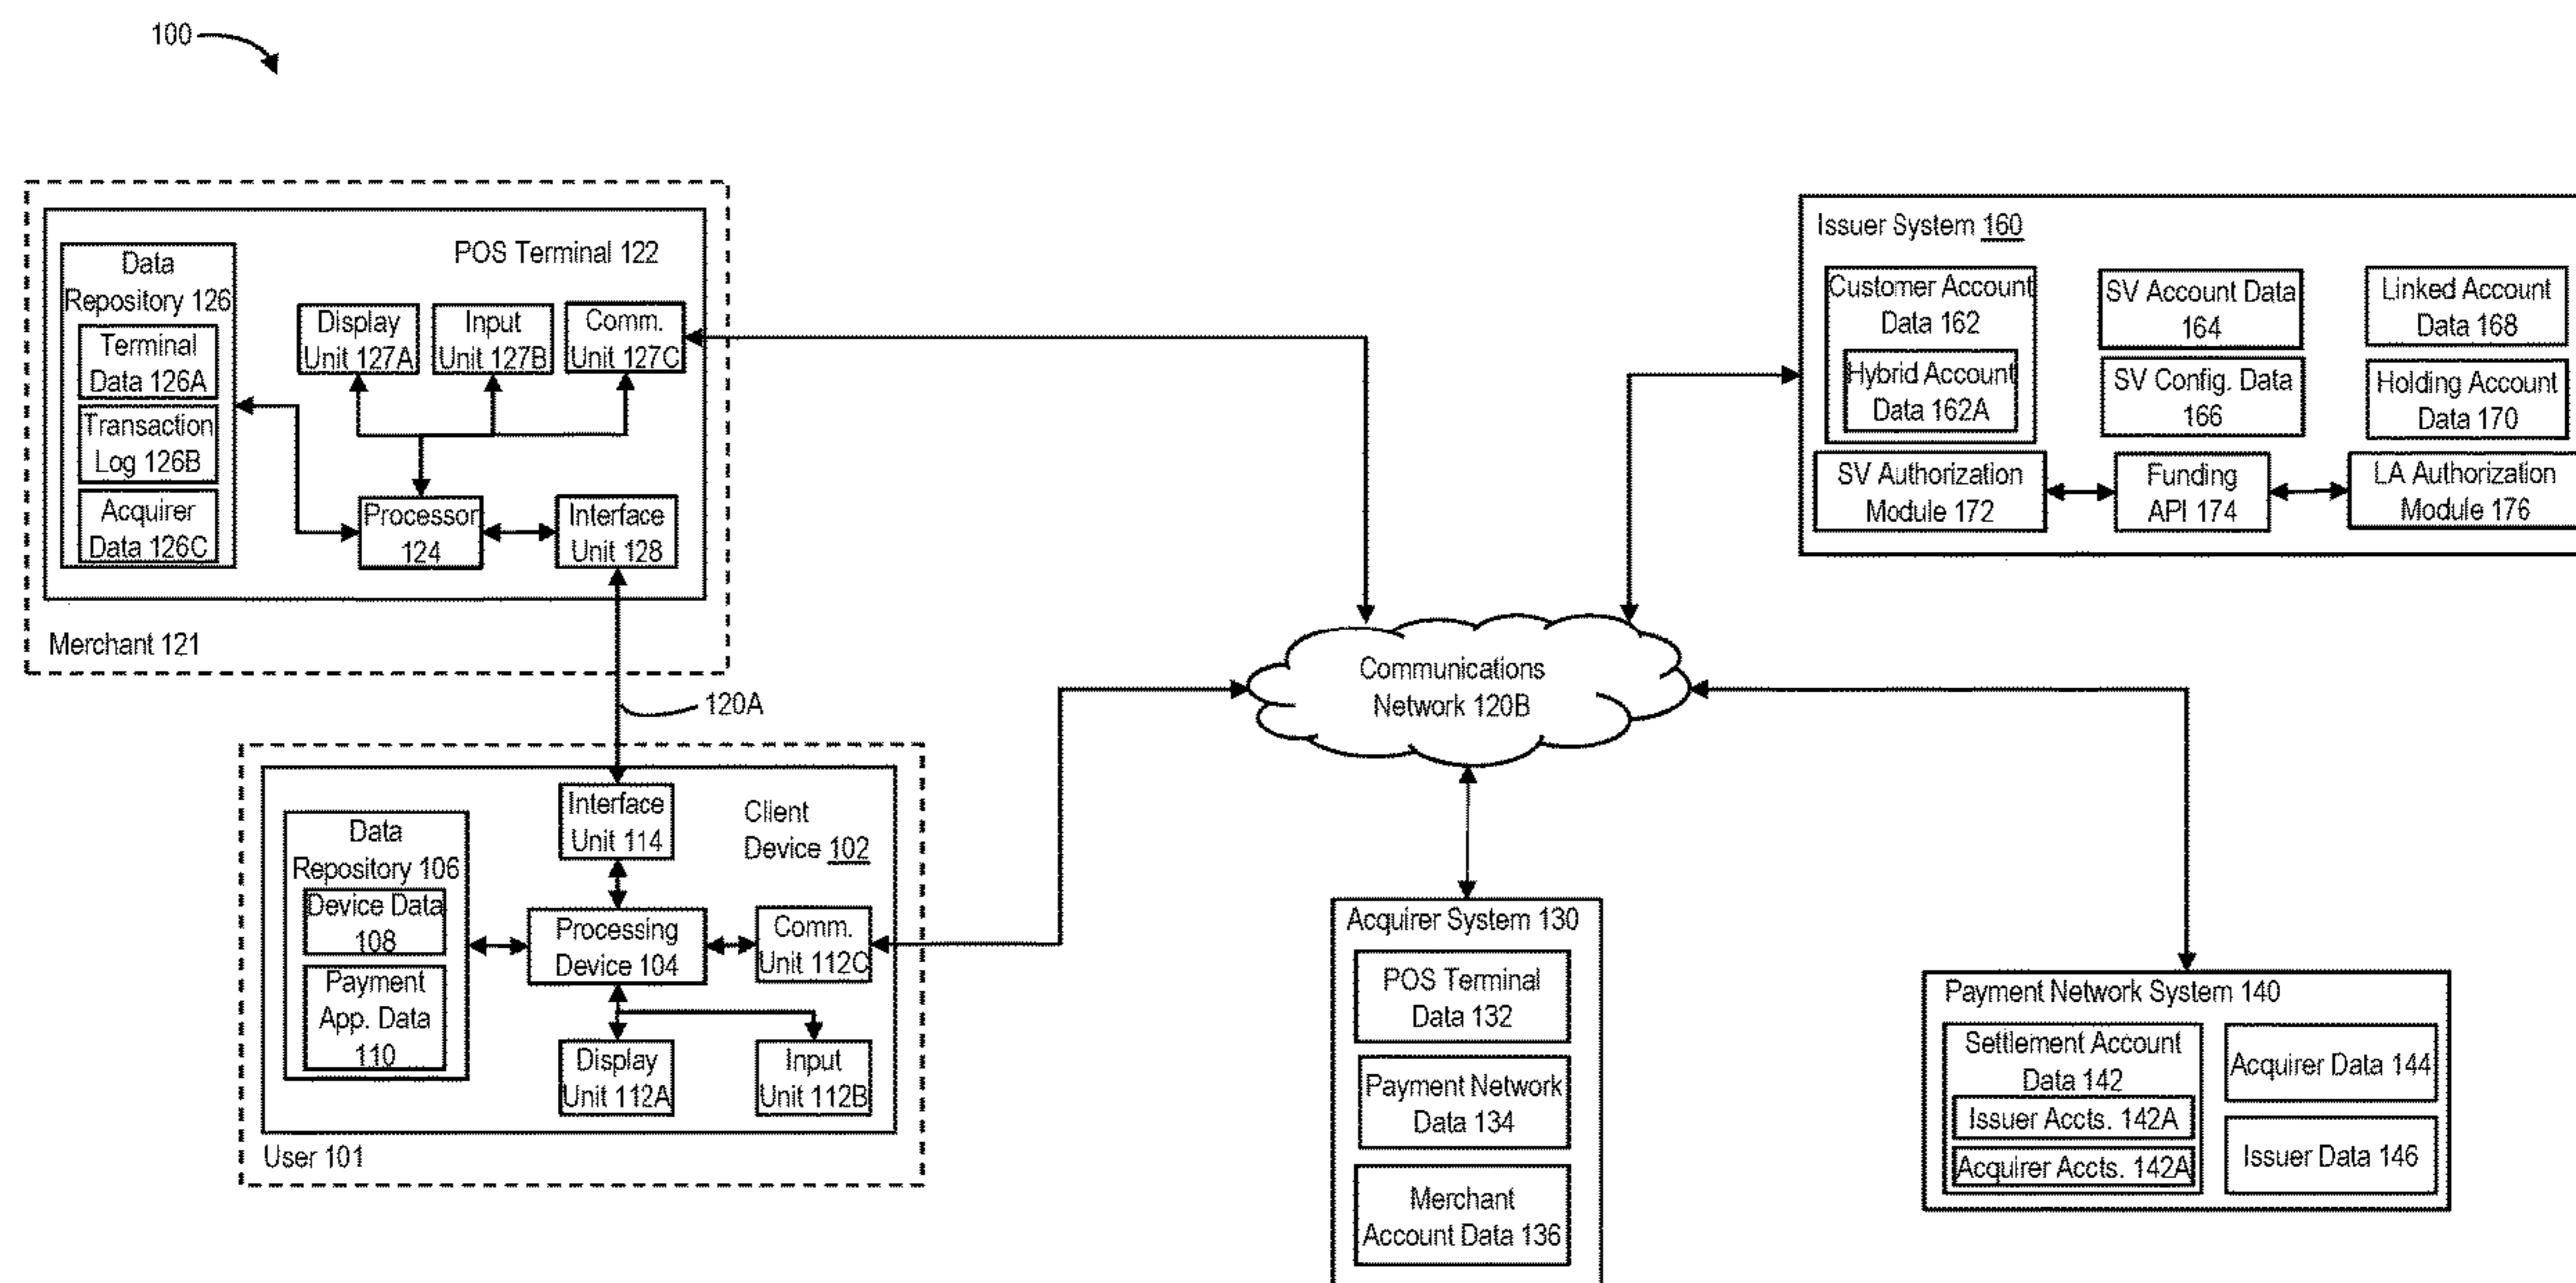 100
POS Terminal 122
Data
Repository 126
Terminal
Data 126A
Transaction
Log 126B
Acquirer
Data 126C
Display
Unit 127A
Input
Unit 127B
Comm.
Unit 127C
Processor
124
Interface
Unit 128
Merchant 121
120A
Client
Device 102
Data
Repository 106
Device Data
108
Payment
App. Data
110
Interface
Unit 114
Processing
Device 104
Comm.
Unit 112C
Display
Unit 112A
Input
Unit 112B
User 101
Communications
Network 120B
Issuer System 160
Customer Account
Data 162
Hybrid Account
Data 162A
SV Account Data
164
SV Config. Data
166
Linked Account
Data 168
Holding Account
Data 170
SV Authorization
Module 172
Funding
API 174
LA Authorization
Module 176
Acquirer System 130
POS Terminal
Data 132
Payment Network
Data 134
Merchant
Account Data 136
Payment Network System 140
Settlement Account
Data 142
Issuer Accts. 142A
Acquirer Accts. 142A
Acquirer Data 144
Issuer Data 146